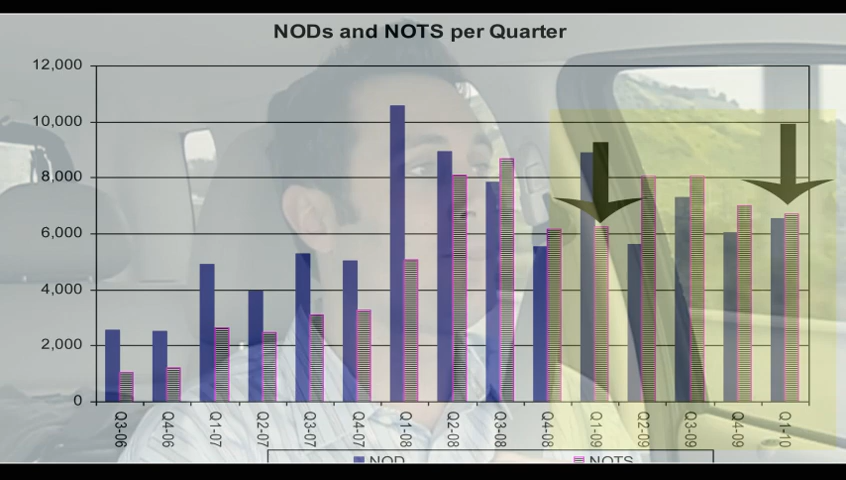 NODs and NOTS per Quarter
12,000
10,000
8,000
6,000
4,000
2,000
0
Q3-06
Q4-06
Q1-07
Q2-07
Q3-07
Q4-07
Q1-08
Q2-08
Q3-08
Q4-08
Q1-09
Q2-09
Q3-09
Q4-09
Q1-10
NOD
NOTS